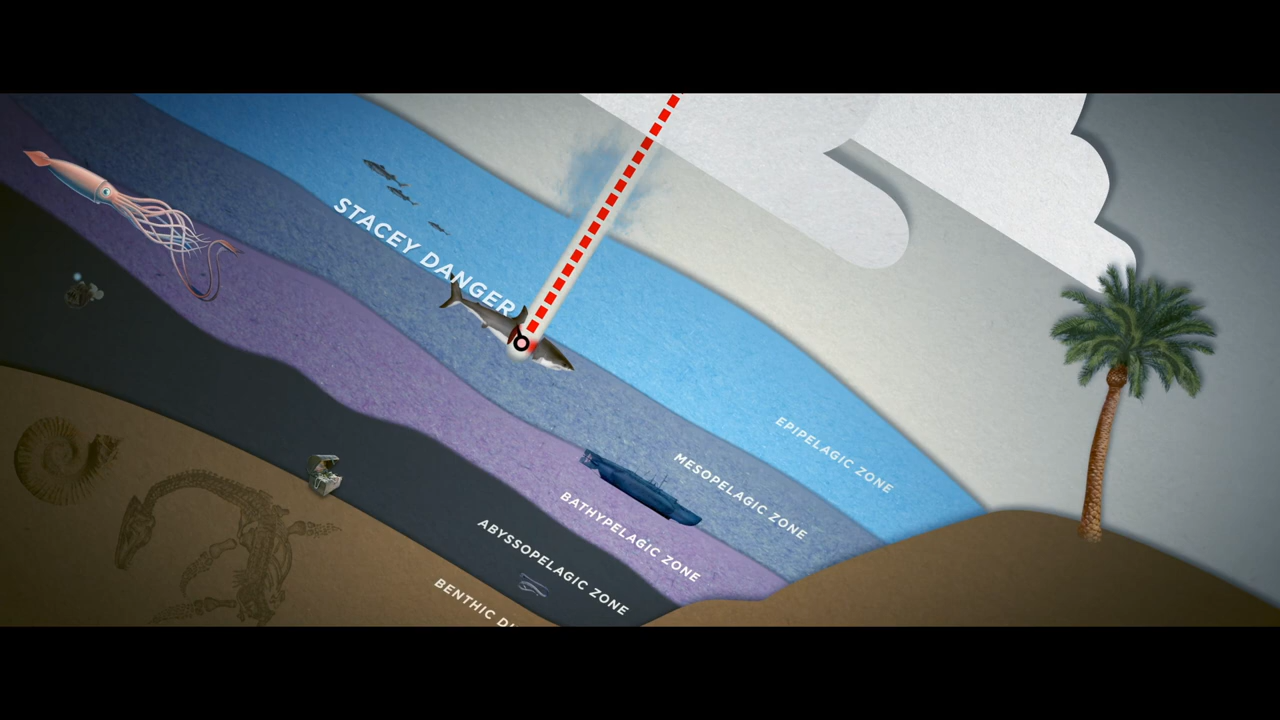 STACEY DANGER
EPIPELAGIC ZONE
MESOPELAGIC ZONE
BATHYPELAGIC ZONE
ABYSSOPELAGIC ZONE
BENTHIC